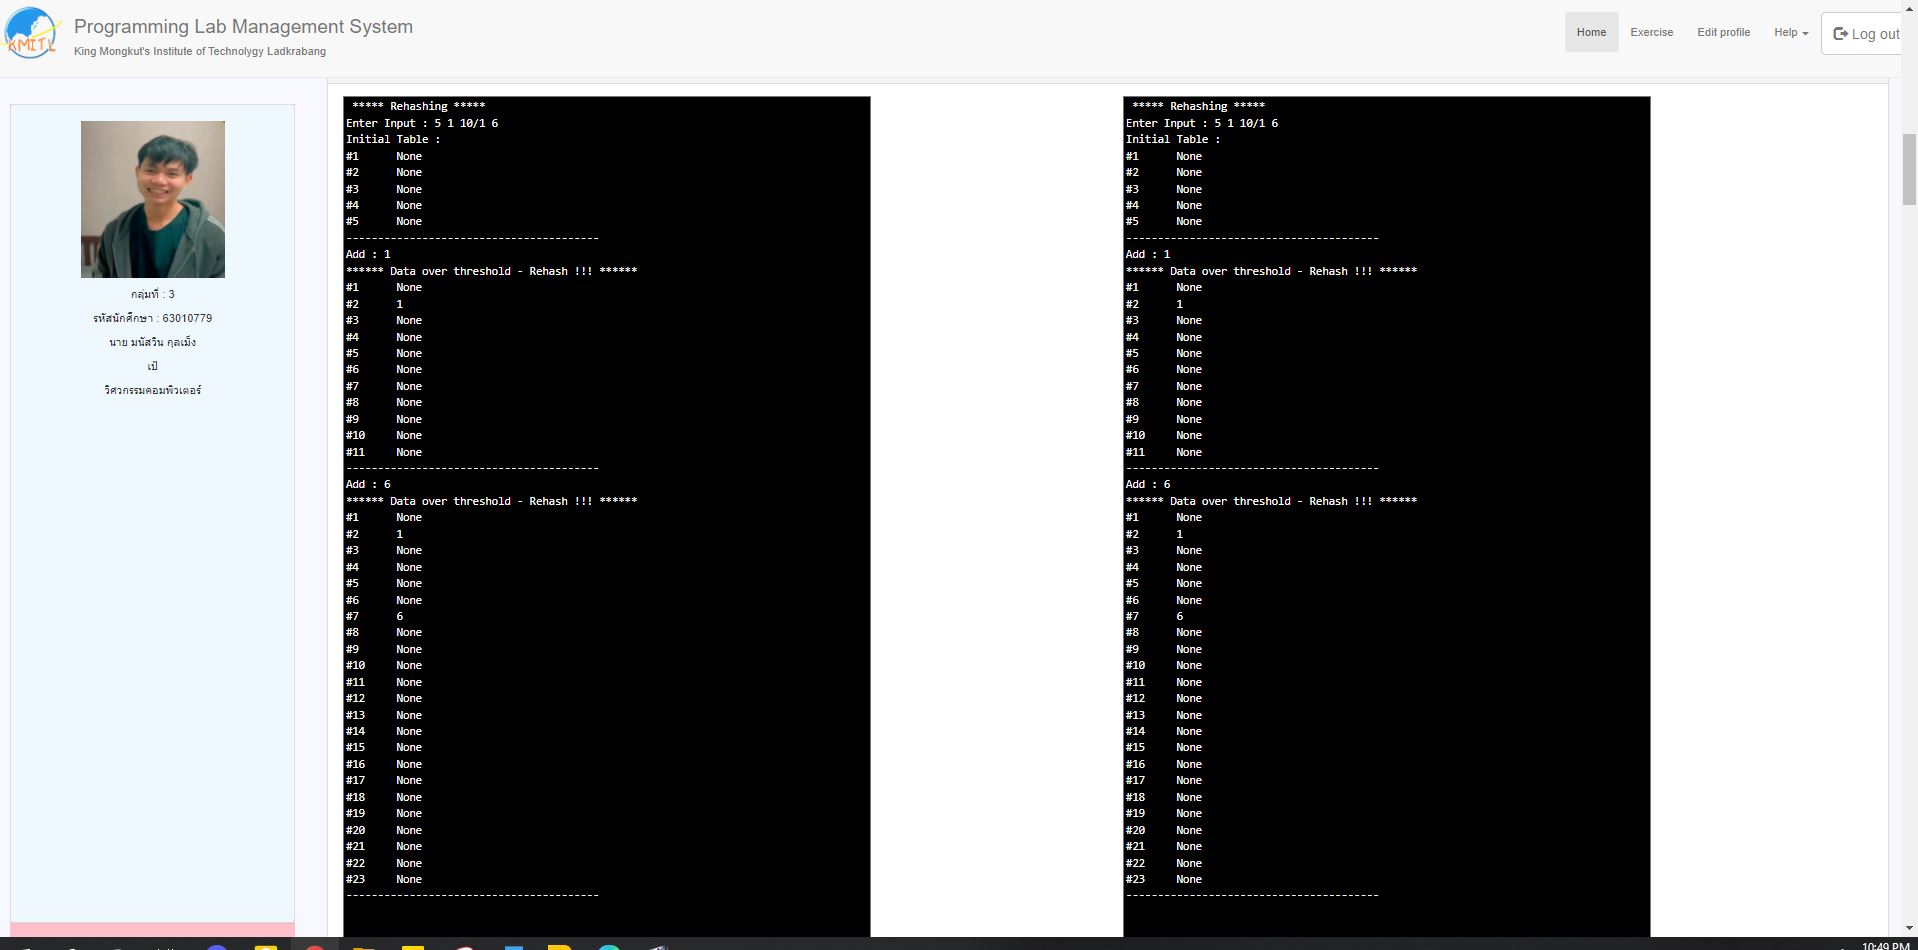 KMITL
Programming Lab Management System
King Mongkut's Institute of Technolygy Ladkrabang
Home
Exercise
Edit profile
Help
Log out
กลุ่มที่ : 3
รหัสนักศึกษา : 63010779
นาย มนัสวิน กุลเม็ง
เป้
วิศวกรรมคอมพิวเตอร์
***** Rehashing *****
Enter Input : 5 1 10/1 6
Initial Table :
#1 None
#2 None
#3 None
#4 None
#5 None
----------------------------------------
Add : 1
****** Data over threshold - Rehash !!! ******
#1 None
#2 1
#3 None
#4 None
#5 None
#6 None
#7 None
#8 None
#9 None
#10 None
#11 None
----------------------------------------
Add : 6
****** Data over threshold - Rehash !!! ******
#1 None
#2 1
#3 None
#4 None
#5 None
#6 None
#7 6
#8 None
#9 None
#10 None
#11 None
#12 None
#13 None
#14 None
#15 None
#16 None
#17 None
#18 None
#19 None
#20 None
#21 None
#22 None
#23 None
----------------------------------------
***** Rehashing *****
Enter Input : 5 1 10/1 6
Initial Table :
#1 None
#2 None
#3 None
#4 None
#5 None
----------------------------------------
Add : 1
****** Data over threshold - Rehash !!! ******
#1 None
#2 1
#3 None
#4 None
#5 None
#6 None
#7 None
#8 None
#9 None
#10 None
#11 None
----------------------------------------
Add : 6
****** Data over threshold - Rehash !!! ******
#1 None
#2 1
#3 None
#4 None
#5 None
#6 None
#7 6
#8 None
#9 None
#10 None
#11 None
#12 None
#13 None
#14 None
#15 None
#16 None
#17 None
#18 None
#19 None
#20 None
#21 None
#22 None
#23 None
----------------------------------------
10:49 PM